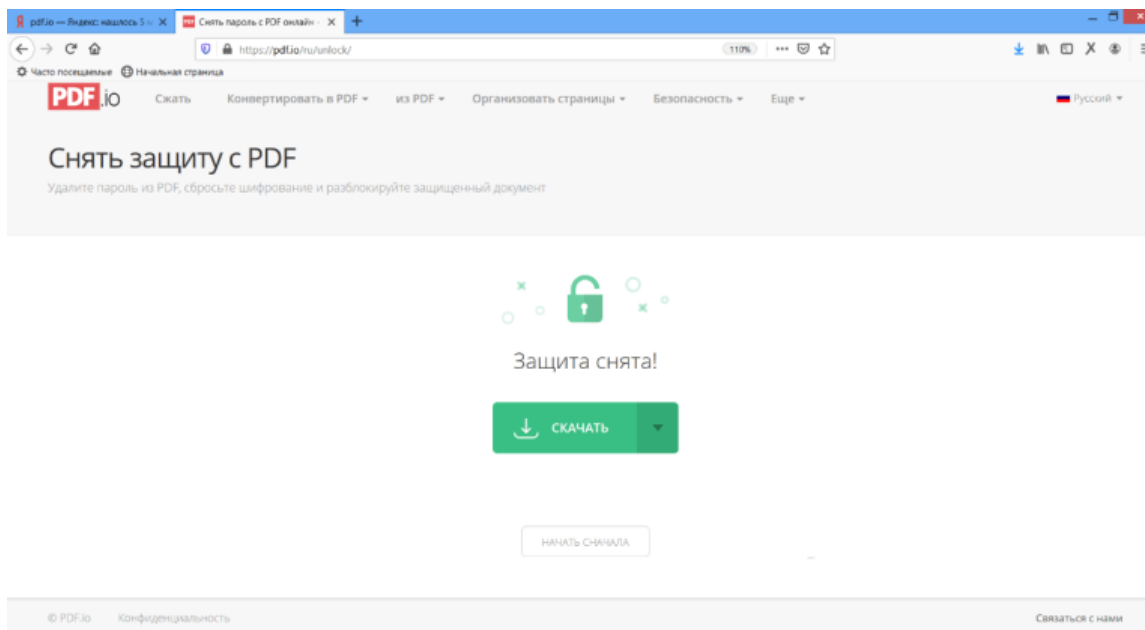 pdf.io — Яндекс: нашлось 5
Снять пароль с PDF онлайн -
https://pdf.io/ru/unlock/
110%
Часто посещаемые Начальная страница
PDF.iO Сжать Конвертировать в PDF из PDF Организовать страницы Безопасность Еще Русский
Снять защиту с PDF
Удалите пароль из PDF, сбросьте шифрование и разблокируйте защищенный документ
Защита снята!
СКАЧАТЬ
НАЧАТЬ СНАЧАЛА
© PDF.io Конфиденциальность Связаться с нами